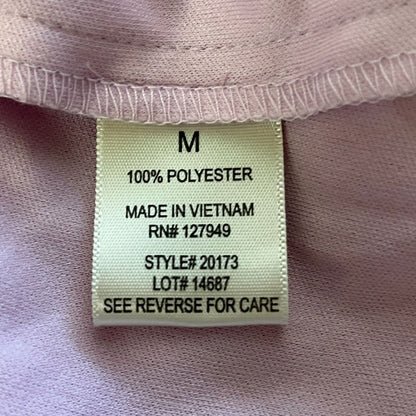 M
100% POLYESTER
MADE IN VIETNAM
RN# 127949
STYLE# 20173
LOT# 14687
SEE REVERSE FOR CARE